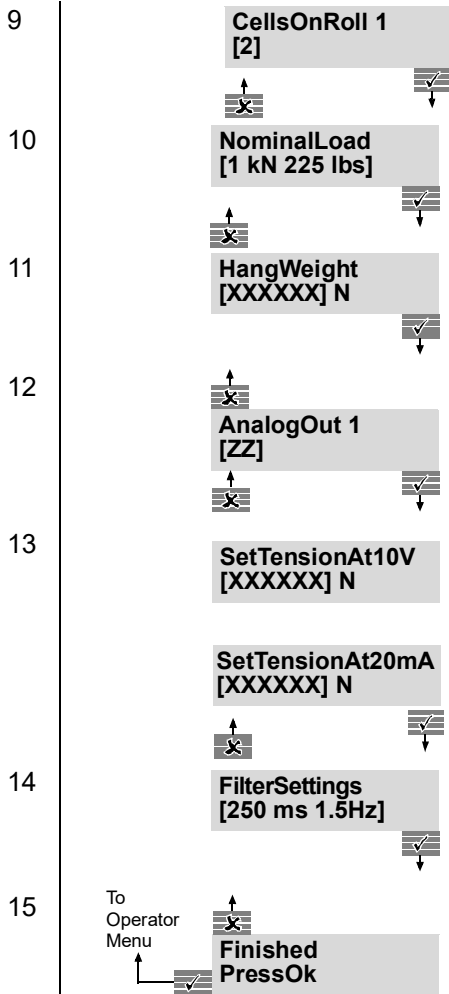 9
CellsOnRoll 1
[2]
10
NominalLoad
[1 kN 225 lbs]
11
HangWeight
[XXXXXX] N
12
AnalogOut 1
[ZZ]
13
SetTensionAt10V
[XXXXXX] N
SetTensionAt20mA
[XXXXXX] N
14
FilterSettings
[250 ms 1.5Hz]
15
To
Operator
Menu
Finished
PressOk